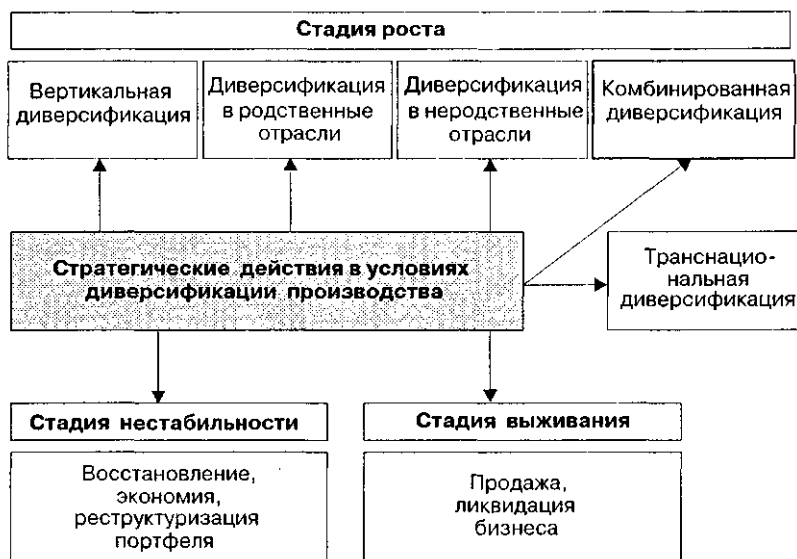 Стадия роста
Вертикальная
диверсификация
Диверсификация
в родственные
отрасли
Диверсификация
в неродственные
отрасли
Комбинированная
диверсификация
Стратегические действия в условиях
диверсификации производства
Транснацио-
нальная
диверсификация
Стадия нестабильности
Стадия выживания
Восстановление,
экономия,
реструктуризация
портфеля
Продажа,
ликвидация
бизнеса